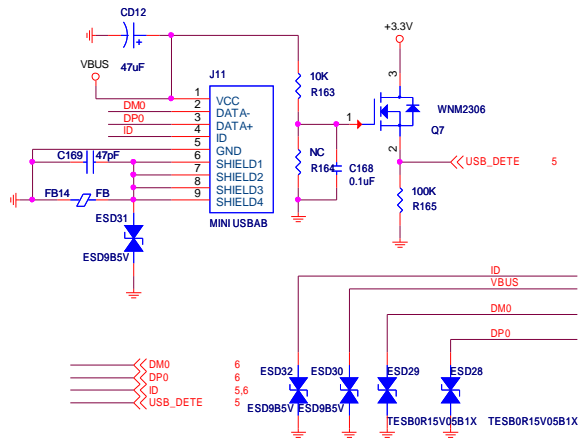 CD12
+3.3V
VBUS
47uF
J11
10K
R163
3
WNM2306
Q7
1
2
DM0
DP0
ID
1 VCC
2 DATA-
3 DATA+
4 ID
5 GND
6 SHIELD1
7 SHIELD2
8 SHIELD3
9 SHIELD4
MINIUSBAB
C169
47pF
FB14
FB
ESD31
ESD9B5V
NC
R164
C168
0.1uF
USB_DETE 5
100K
R165
ID
VBUS
DM0
DP0
DM0 6
DP0 6
ID 5,6
USB_DETE 5
ESD32
ESD30
ESD29
ESD28
ESD9B5V
ESD9B5V
TESB0R15V05B1X
TESB0R15V05B1X